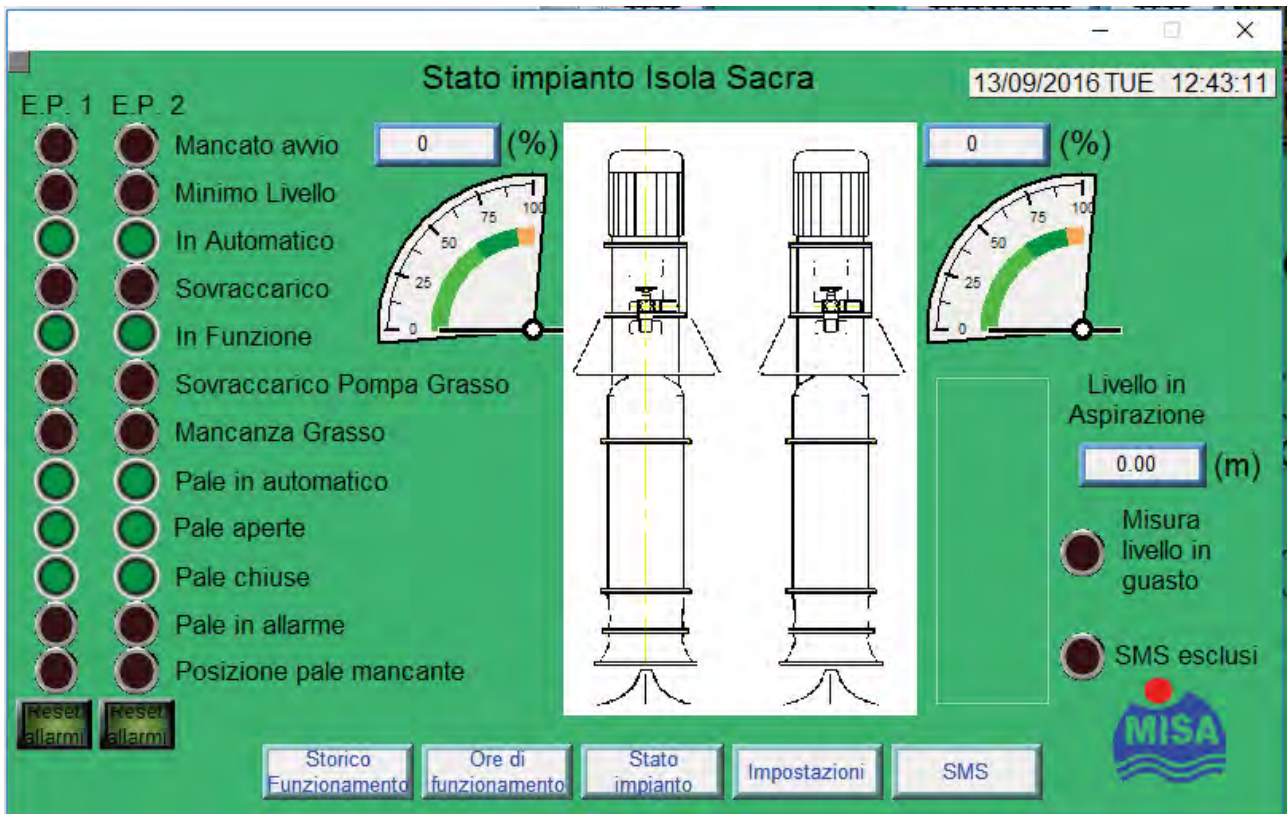 Stato impianto Isola Sacra
13/09/2016 TUE 12:43:11
E.P. 1 E.P. 2
Mancato avvio
Minimo Livello
In Automatico
Sovraccarico
In Funzione
Sovraccarico Pompa Grasso
Mancanza Grasso
Pale in automatico
Pale aperte
Pale chiuse
Pale in allarme
Posizione pale mancante
Reset
allarmi
Reset
allarmi
0 (%)
0
25
50
75
100
0 (%)
0
25
50
75
100
Livello in
Aspirazione
0.00 (m)
Misura
livello in
guasto
SMS esclusi
MISA
Storico
Funzionamento
Ore di
funzionamento
Stato
impianto
Impostazioni
SMS